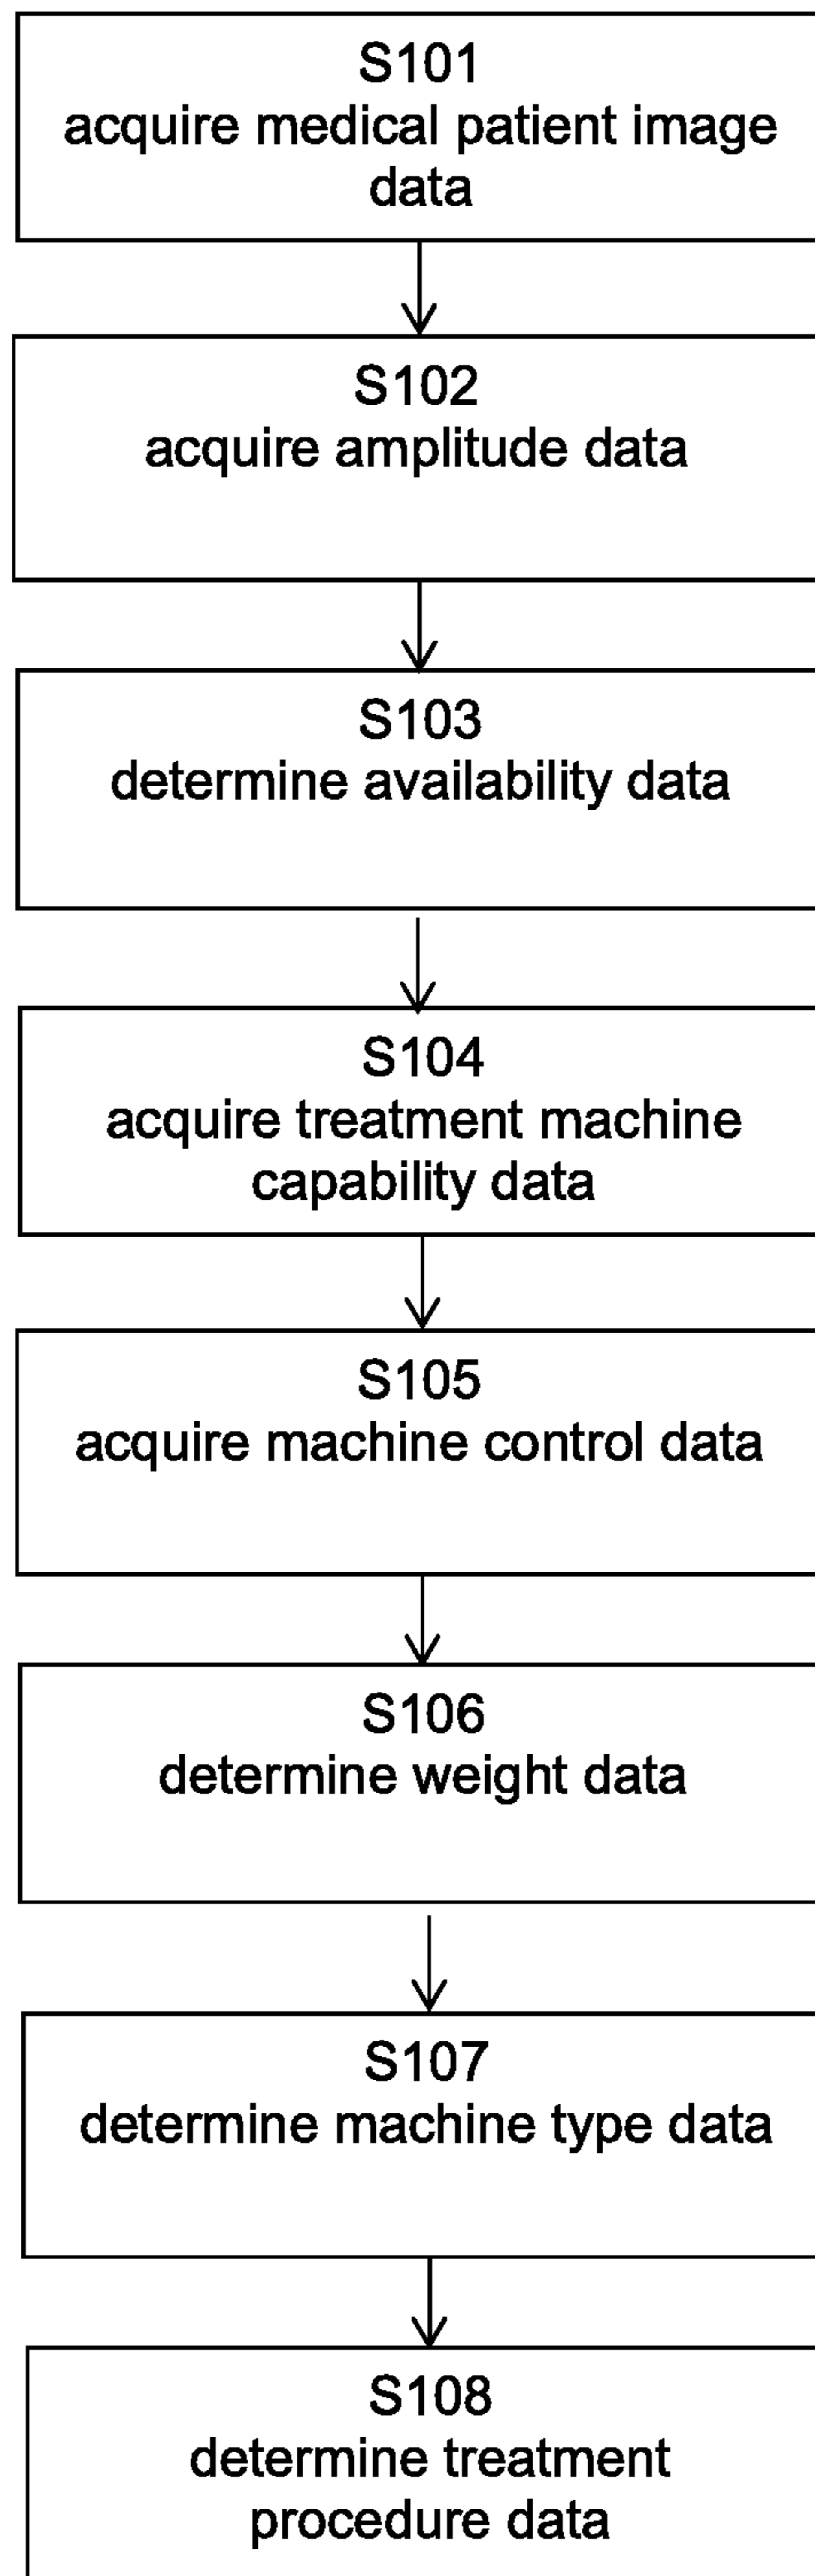 S101
acquire medical patient image
data
S102
acquire amplitude data
S103
determine availability data
S104
acquire treatment machine
capability data
S105
acquire machine control data
S106
determine weight data
S107
determine machine type data
S108
determine treatment
procedure data